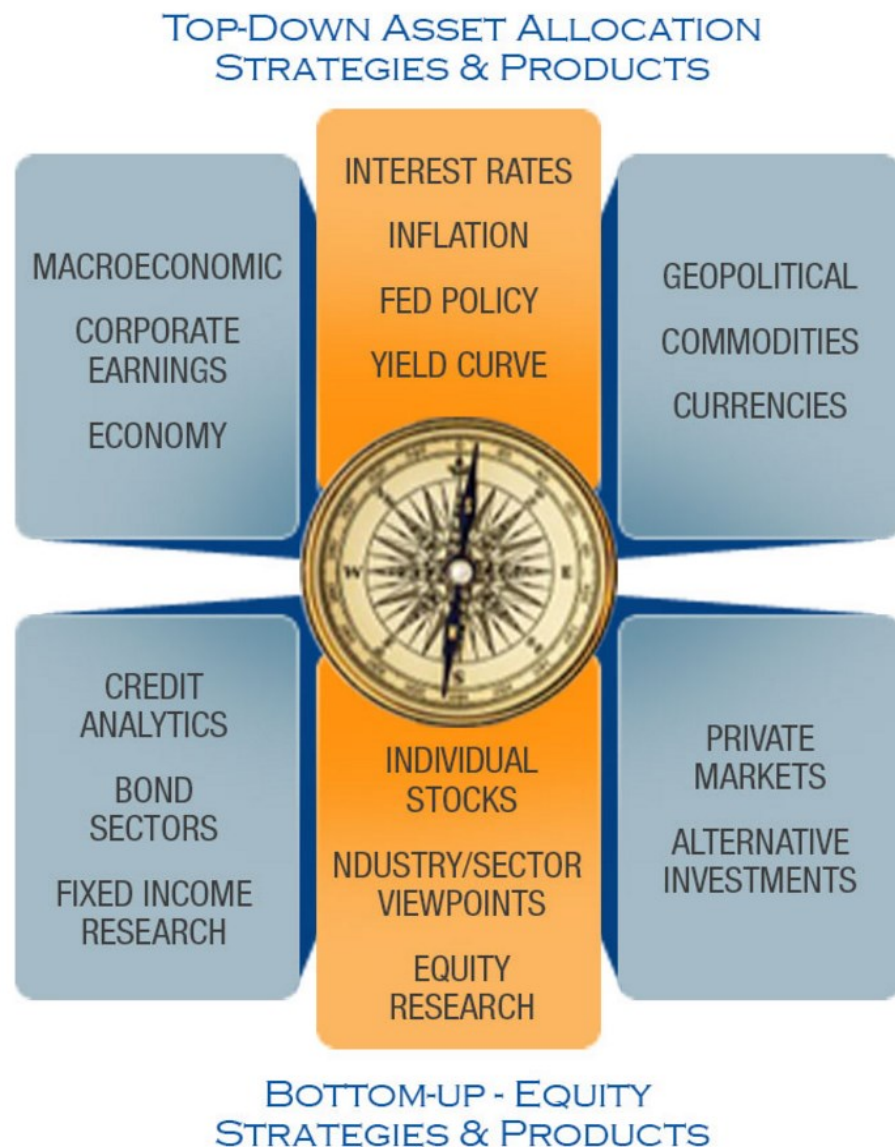 TOP-DOWN ASSET ALLOCATION
STRATEGIES & PRODUCTS
MACROECONOMIC
CORPORATE
EARNINGS
ECONOMY
INTEREST RATES
INFLATION
FED POLICY
YIELD CURVE
GEOPOLITICAL
COMMODITIES
CURRENCIES
W
E
S
CREDIT
ANALYTICS
BOND
SECTORS
FIXED INCOME
RESEARCH
INDIVIDUAL
STOCKS
NDUSTRY/SECTOR
VIEWPOINTS
EQUITY
RESEARCH
PRIVATE
MARKETS
ALTERNATIVE
INVESTMENTS
BOTTOM-UP - EQUITY
STRATEGIES & PRODUCTS